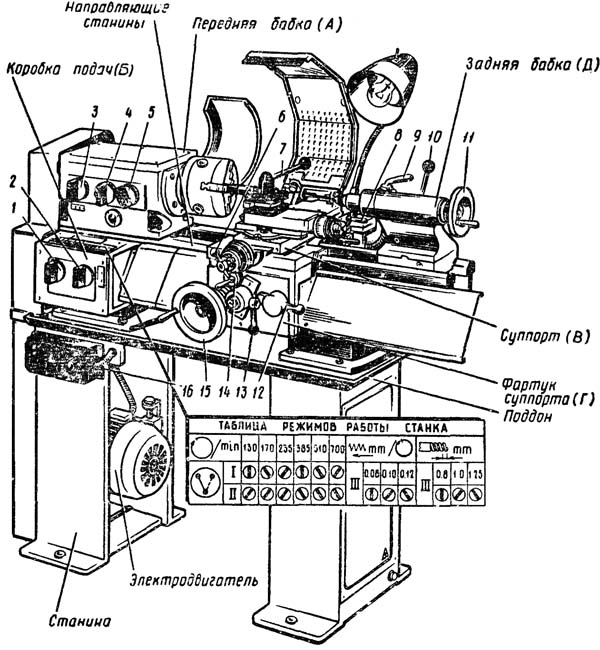 Направляющие
станины
Передняя бабка (А)
Коробка подач (Б)
Задняя бабка (Д)
3 4 5
6
7
8 9 10 11
2
1
Суппорт (В)
16 15 14 13 12
Фартук
суппорта (Г)
Поддон
ТАБЛИЦА РЕЖИМОВ РАБОТЫ СТАНКА
/min 130 170 235 385 510 700 mm / mm
I III 0.08 0.10 0.12 III 0.8 1.0 1.25
II
Электродвигатель
Станина